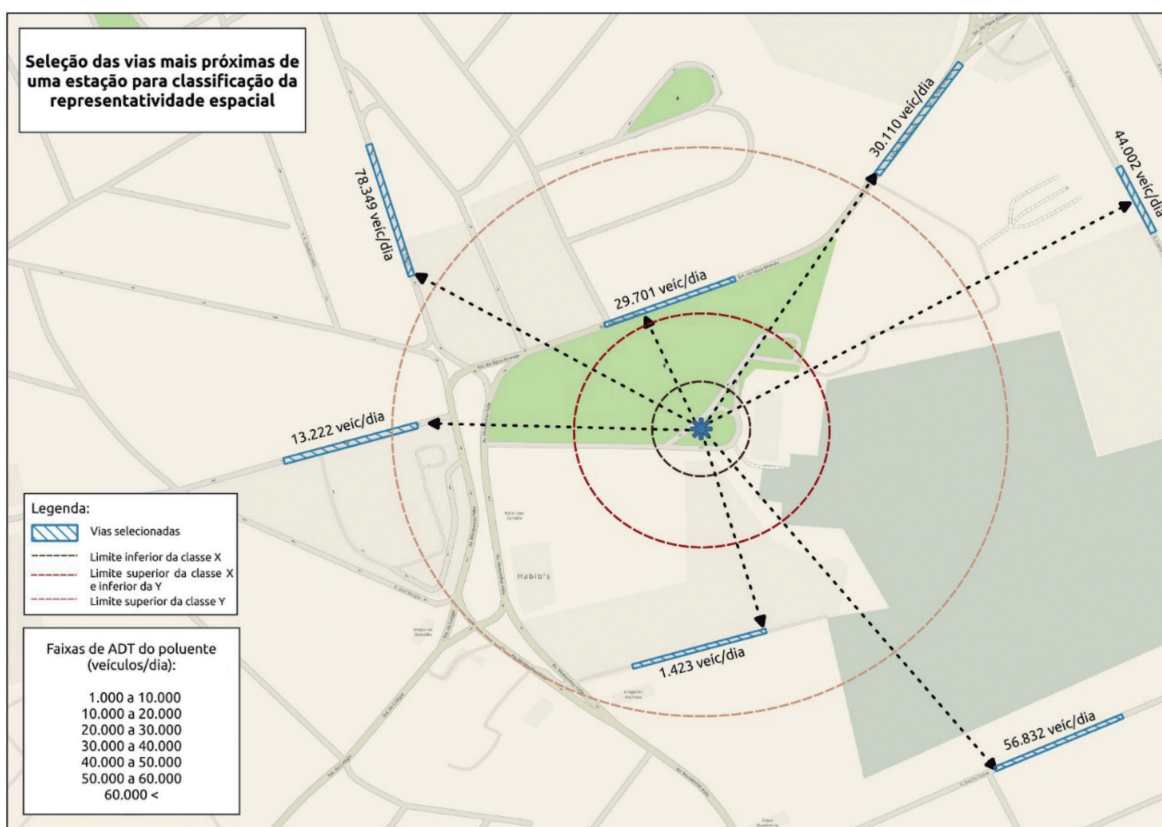 Seleção das vias mais próximas de
uma estação para classificação da
representatividade espacial
30.110 veíc/dia
44.002 veíc/dia
78.349 veíc/dia
29.701 veíc/dia
13.222 veíc/dia
Habib's
1.423 veíc/dia
56.832 veíc/dia
Legenda:
Vias selecionadas
Limite inferior da classe X
Limite superior da classe X
e inferior da Y
Limite superior da classe Y
Faixas de ADT do poluente
(veículos/dia):
1.000 a 10.000
10.000 a 20.000
20.000 a 30.000
30.000 a 40.000
40.000 a 50.000
50.000 a 60.000
60.000 <